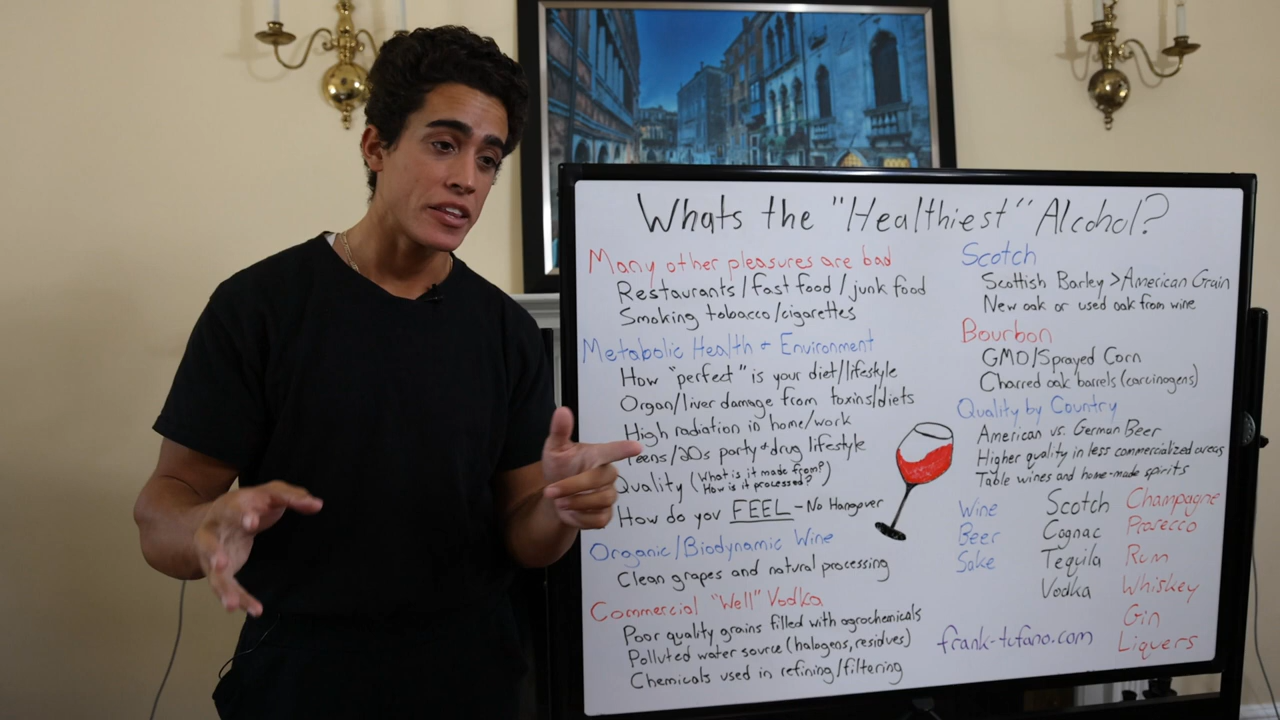 Whats the "Healthiest" Alcohol?
Many other pleasures are bad
Restaurants/fast food/junk food
Smoking tobacco/cigarettes
Metabolic Health + Environment
How "perfect" is your diet/lifestyle
Organ/liver damage from toxins/diets
High radiation in home/work
Teens/20s party+drug lifestyle
Quality (What is it made from?
How is it processed?)
How do you FEEL - No Hangover
Organic/Biodynamic Wine
Clean grapes and natural processing
Commercial "Well" Vodka
Poor quality grains filled with agrochemicals
Polluted water source (halogens, residues)
Chemicals used in refining/filtering
Scotch
Scottish Barley > American Grain
New oak or used oak from wine
Bourbon
GMO/Sprayed Corn
Charred oak barrels (carcinogens)
Quality by Country
American vs. German Beer
Higher quality in less commercialized areas
Table wines and home-made spirits
Wine
Beer
Sake
Scotch
Cognac
Tequila
Vodka
Champagne
Prosecco
Rum
Whiskey
Gin
Liquers
frank-tufano.com